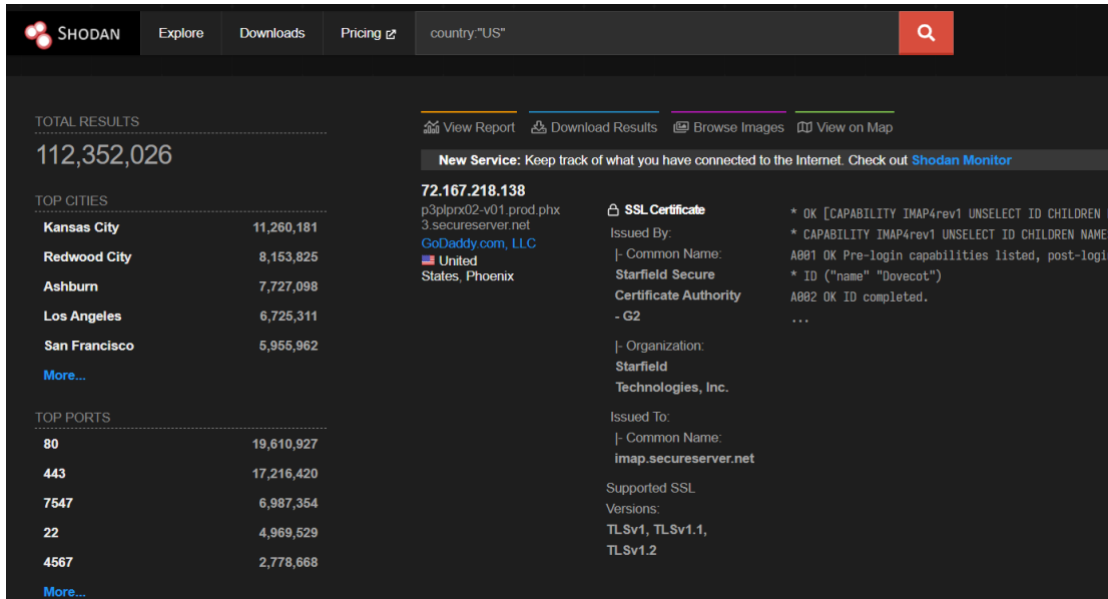 SHODAN
Explore
Downloads
Pricing
country:"US"
TOTAL RESULTS
112,352,026
TOP CITIES
Kansas City 11,260,181
Redwood City 8,153,825
Ashburn 7,727,098
Los Angeles 6,725,311
San Francisco 5,955,962
More...
TOP PORTS
80 19,610,927
443 17,216,420
7547 6,987,354
22 4,969,529
4567 2,778,668
More...
View Report
Download Results
Browse Images
View on Map
New Service: Keep track of what you have connected to the Internet. Check out Shodan Monitor
72.167.218.138
p3plprx02-v01.prod.phx
3.secureserver.net
GoDaddy.com, LLC
United
States, Phoenix
SSL Certificate
Issued By:
|- Common Name:
Starfield Secure
Certificate Authority
- G2
|- Organization:
Starfield
Technologies, Inc.
Issued To:
|- Common Name:
imap.secureserver.net
Supported SSL
Versions:
TLSv1, TLSv1.1,
TLSv1.2
* OK [CAPABILITY IMAP4rev1 UNSELECT ID CHILDREN
* CAPABILITY IMAP4rev1 UNSELECT ID CHILDREN NAME
A001 OK Pre-login capabilities listed, post-logi
* ID ("name" "Dovecot")
A002 OK ID completed.
...